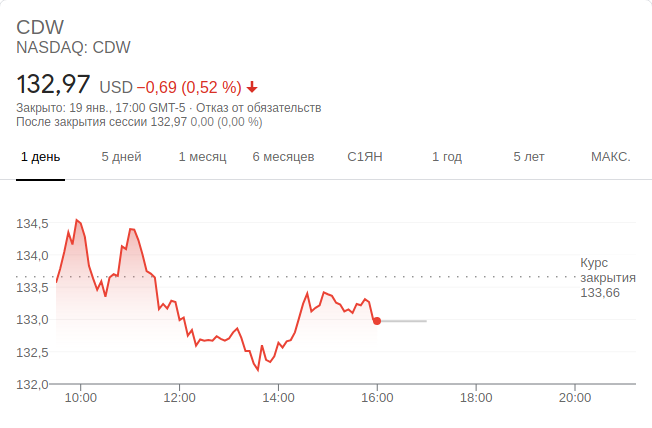 CDW
NASDAQ: CDW
132,97 USD −0,69 (0,52 %)
Закрыто: 19 янв., 17:00 GMT-5 · Отказ от обязательств
После закрытия сессии 132,97 0,00 (0,00 %)
1 день 5 дней 1 месяц 6 месяцев С1ЯН 1 год 5 лет МАКС.
134,5
134,0
133,5
133,0
132,5
132,0
Курс
закрытия
133,66
10:00 12:00 14:00 16:00 18:00 20:00